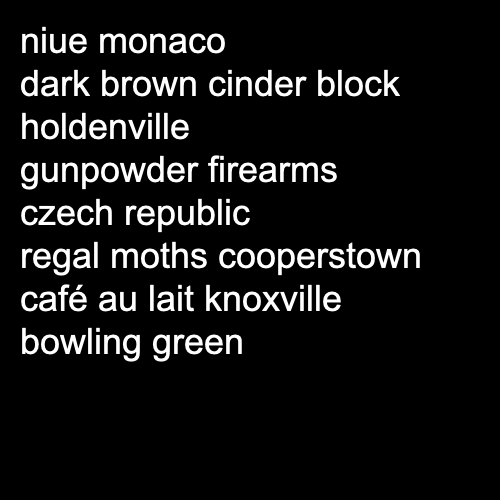 niue monaco
dark brown cinder block
holdenville
gunpowder firearms
czech republic
regal moths cooperstown
café au lait knoxville
bowling green